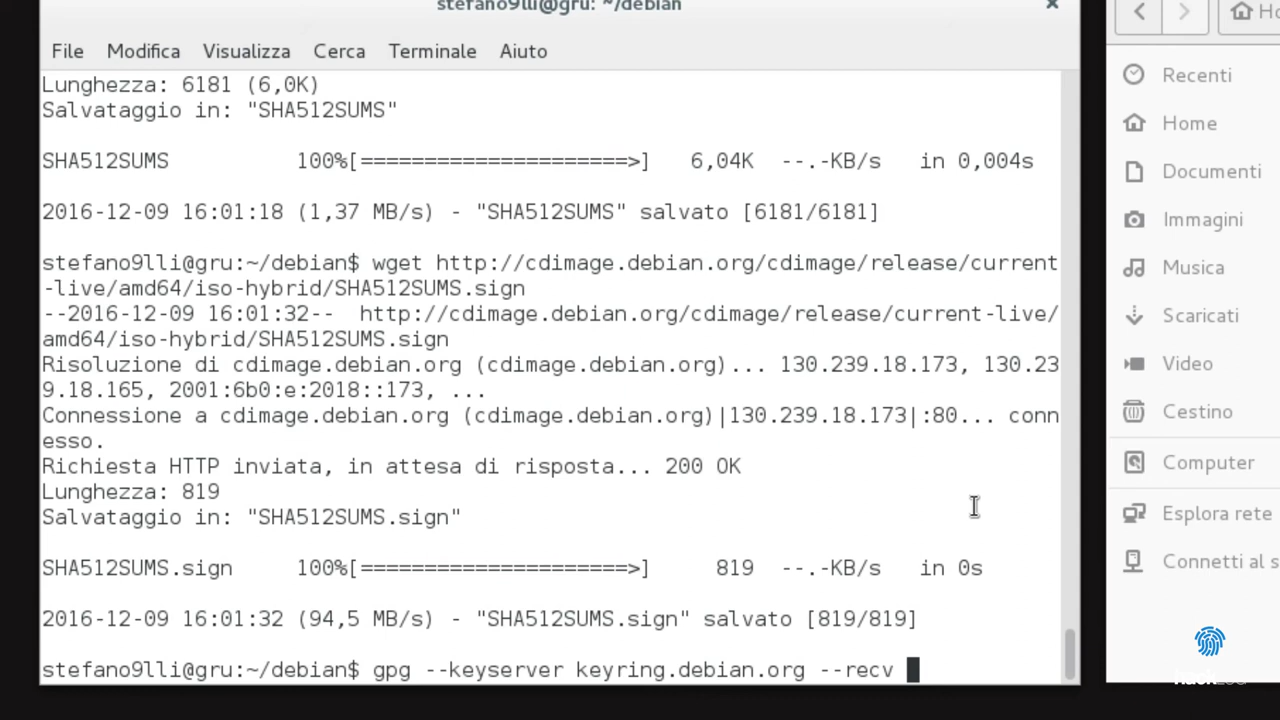 stefano9lli@gru: ~/debian
File Modifica Visualizza Cerca Terminale Aiuto
Lunghezza: 6181 (6,0K)
Salvataggio in: "SHA512SUMS"
SHA512SUMS 100%[=====================>] 6,04K --.-KB/s in 0,004s
2016-12-09 16:01:18 (1,37 MB/s) - "SHA512SUMS" salvato [6181/6181]
stefano9lli@gru:~/debian$ wget http://cdimage.debian.org/cdimage/release/current
-live/amd64/iso-hybrid/SHA512SUMS.sign
--2016-12-09 16:01:32-- http://cdimage.debian.org/cdimage/release/current-live/
amd64/iso-hybrid/SHA512SUMS.sign
Risoluzione di cdimage.debian.org (cdimage.debian.org)... 130.239.18.173, 130.23
9.18.165, 2001:6b0:e:2018::173, ...
Connessione a cdimage.debian.org (cdimage.debian.org)|130.239.18.173|:80... conn
esso.
Richiesta HTTP inviata, in attesa di risposta... 200 OK
Lunghezza: 819
Salvataggio in: "SHA512SUMS.sign"
SHA512SUMS.sign 100%[=====================>] 819 --.-KB/s in 0s
2016-12-09 16:01:32 (94,5 MB/s) - "SHA512SUMS.sign" salvato [819/819]
stefano9lli@gru:~/debian$ gpg --keyserver keyring.debian.org --recv
Ho
Recenti
Home
Documenti
Immagini
Musica
Scaricati
Video
Cestino
Computer
Esplora rete
Connetti al s